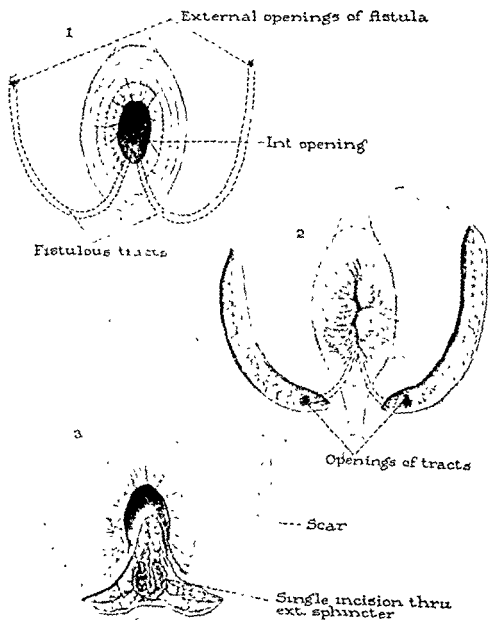 External openings of fistula
1
Int opening
Fistulous tracts
2
Openings of tracts
3
Scar
Single incision thru
ext. sphincter